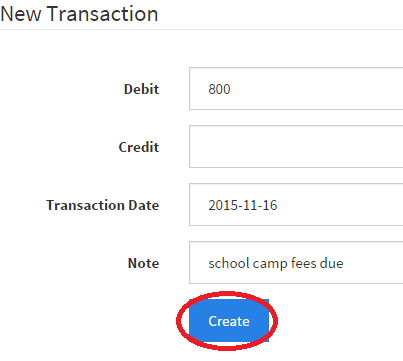 New Transaction
Debit 800
Credit
Transaction Date 2015-11-16
Note school camp fees due
Create